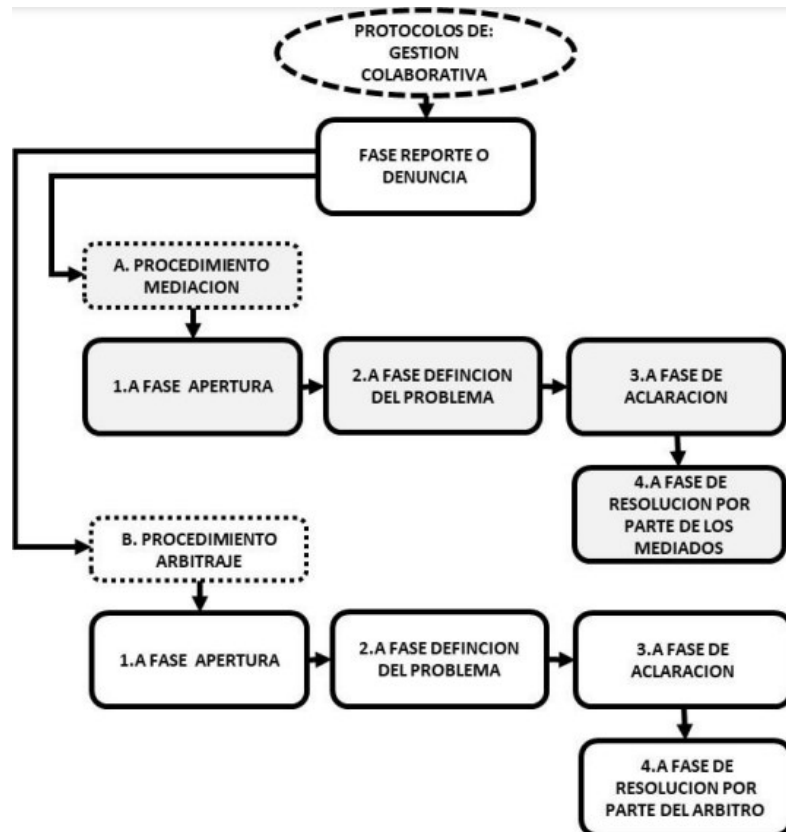 PROTOCOLOS DE:
GESTION
COLABORATIVA
FASE REPORTE O
DENUNCIA
A. PROCEDIMIENTO
MEDIACION
1.A FASE APERTURA
2.A FASE DEFINCION
DEL PROBLEMA
3.A FASE DE
ACLARACION
4.A FASE DE
RESOLUCION POR
PARTE DE LOS
MEDIADOS
B. PROCEDIMIENTO
ARBITRAJE
1.A FASE APERTURA
2.A FASE DEFINCION
DEL PROBLEMA
3.A FASE DE
ACLARACION
4.A FASE DE
RESOLUCION POR
PARTE DEL ARBITRO